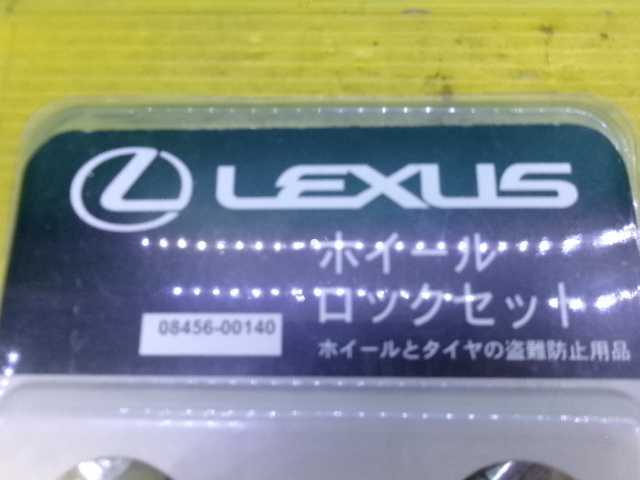 LEXUS
ホイール
ロックセット
08456-00140
ホイールとタイヤの盗難防止用品